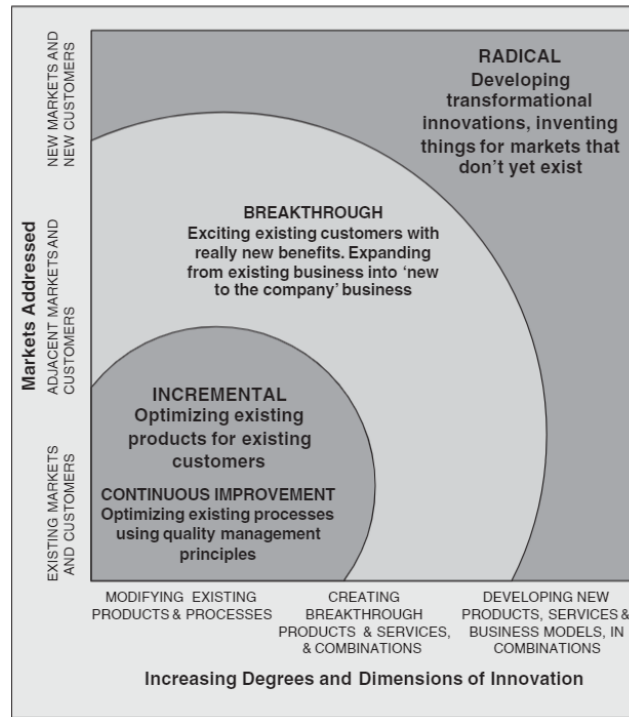 RADICAL
Developing
transformational
innovations, inventing
things for markets that
don't yet exist
BREAKTHROUGH
Exciting existing customers with
really new benefits. Expanding
from existing business into 'new
to the company' business
INCREMENTAL
Optimizing existing
products for existing
customers
CONTINUOUS IMPROVEMENT
Optimizing existing processes
using quality management
principles
Markets Addressed
NEW MARKETS AND
NEW CUSTOMERS
ADJACENT MARKETS AND
CUSTOMERS
EXISTING MARKETS
AND CUSTOMERS
MODIFYING EXISTING
PRODUCTS & PROCESSES
CREATING
BREAKTHROUGH
PRODUCTS & SERVICES,
& COMBINATIONS
DEVELOPING NEW
PRODUCTS, SERVICES &
BUSINESS MODELS, IN
COMBINATIONS
Increasing Degrees and Dimensions of Innovation